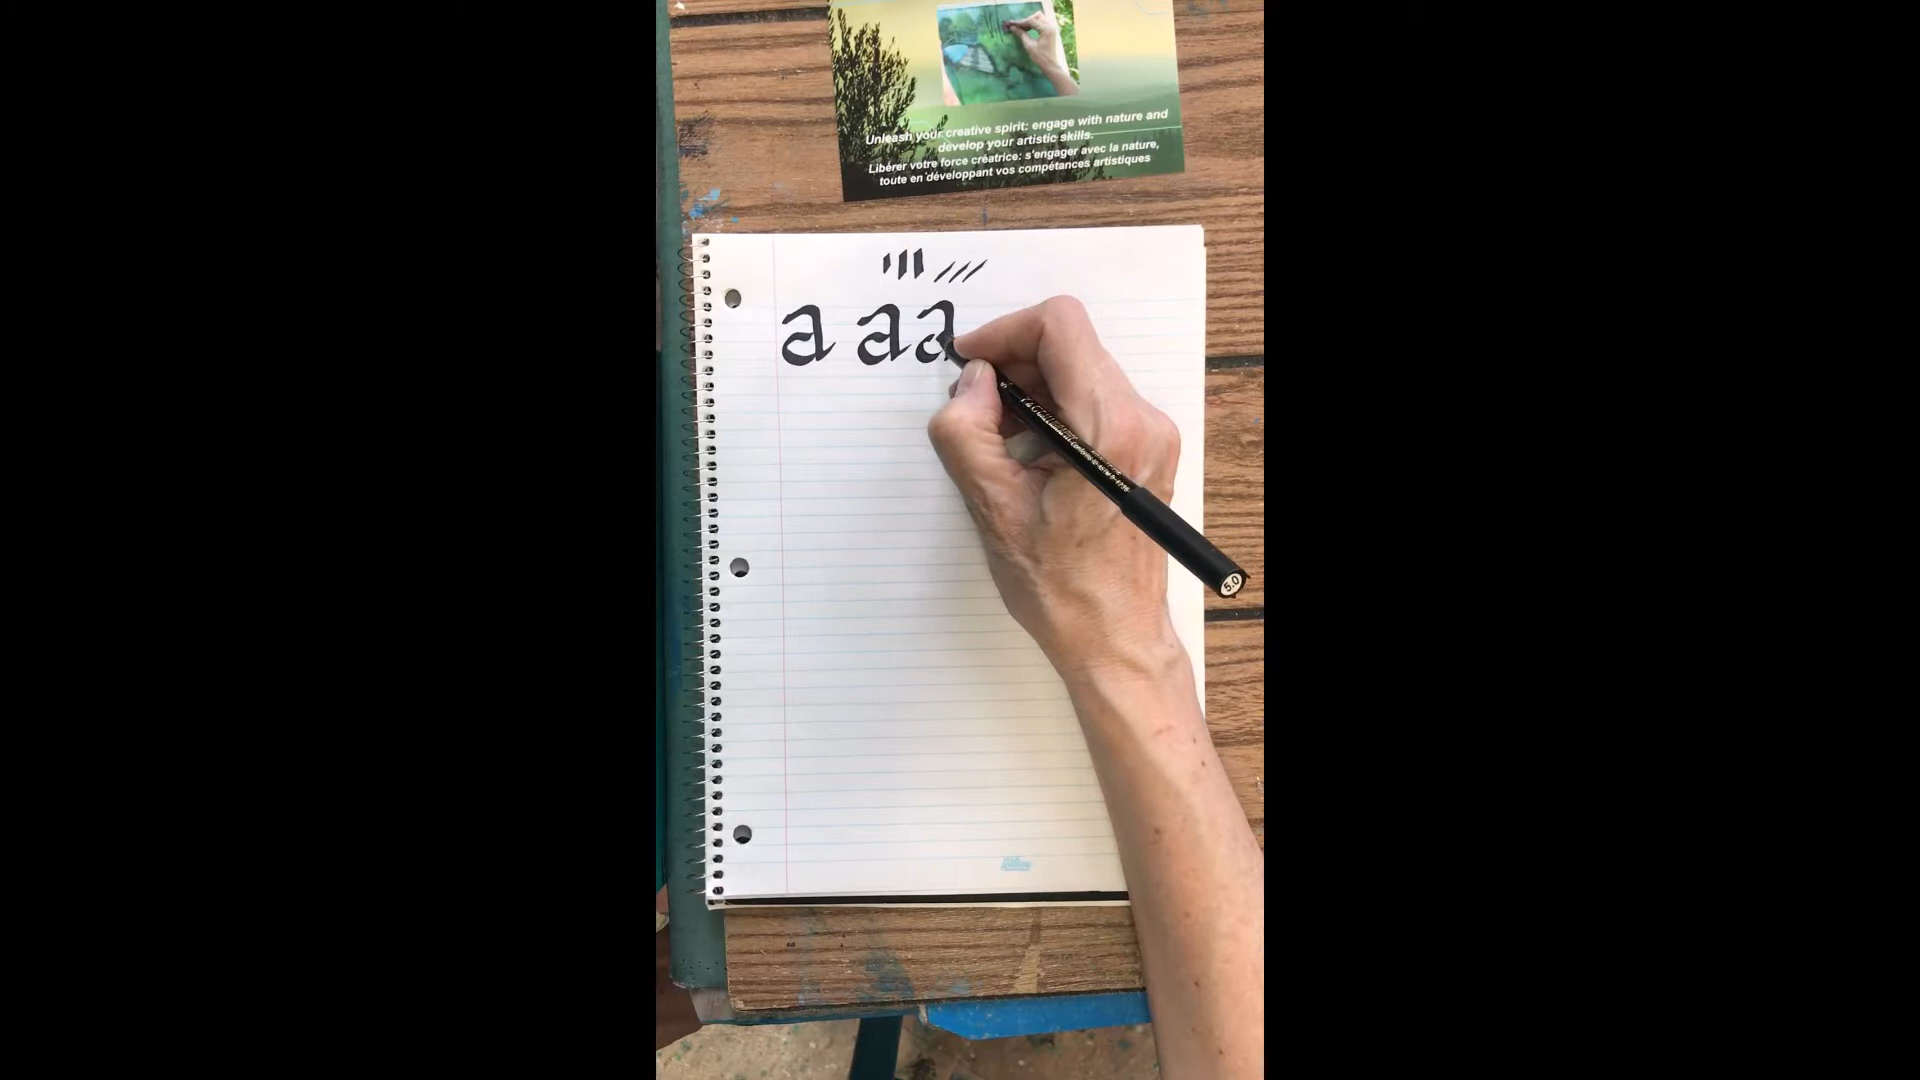 Unleash your creative spirit: engage with nature and
develop your artistic skills.
Libérer votre force créatrice: s'engager avec la nature,
toute en développant vos compétances artistiques
a a a
CALLIGRAPHY
5.0